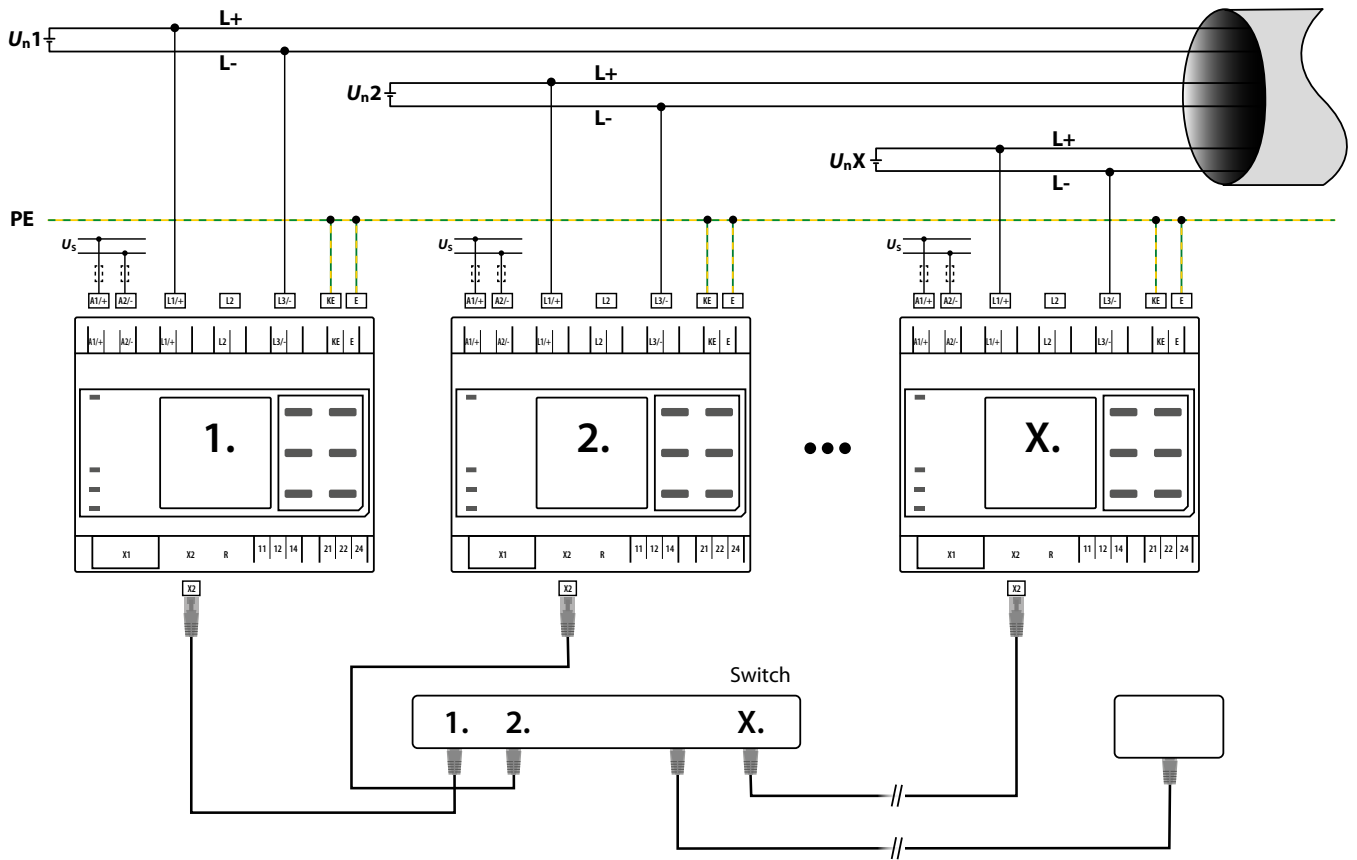 L+
Un1
L-
L+
Un2
L-
L+
UnX
L-
PE
Us Us Us
A1/+ A2/- L1/+ L2 L3/- KE E A1/+ A2/- L1/+ L2 L3/- KE E A1/+ A2/- L1/+ L2 L3/- KE E
A1/+ A2/- L1/+ L2 L3/- KE E A1/+ A2/- L1/+ L2 L3/- KE E A1/+ A2/- L1/+ L2 L3/- KE E
1. 2. ••• X.
X1 X2 R 11 12 14 21 22 24 X1 X2 R 11 12 14 21 22 24 X1 X2 R 11 12 14 21 22 24
X2 X2 X2
Switch
1. 2. X.
//
//